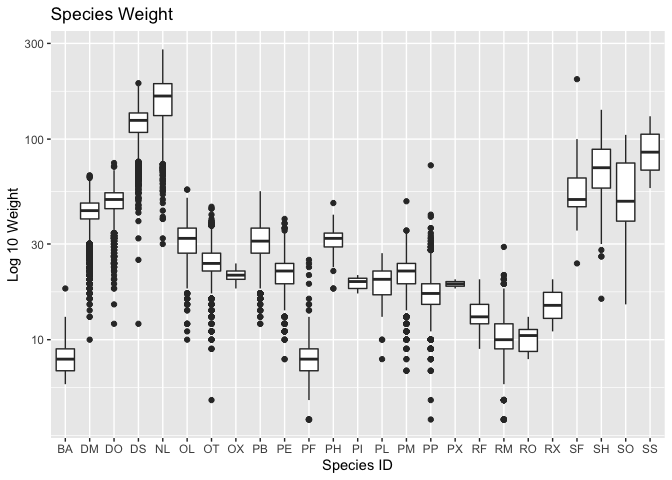 Species Weight
300
100
30
10
Log 10 Weight
BA DM DO DS NL OL OT OX PB PE PF PH PI PL PM PP PX RF RM RO RX SF SH SO SS
Species ID